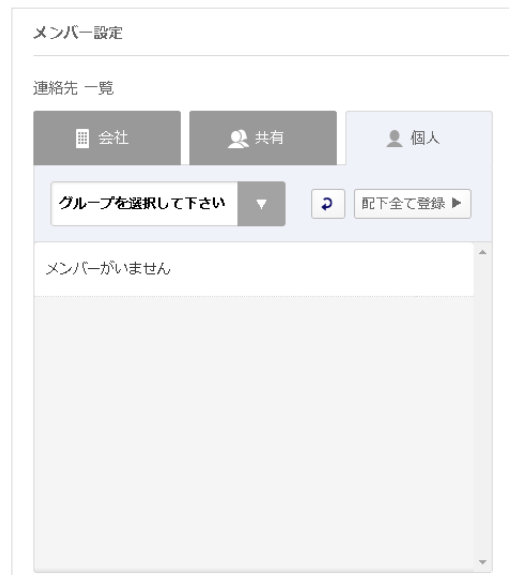 メンバー設定
連絡先 一覧
会社
共有
個人
グループを選択して下さい ▼
配下全て登録 ▶
メンバーがいません